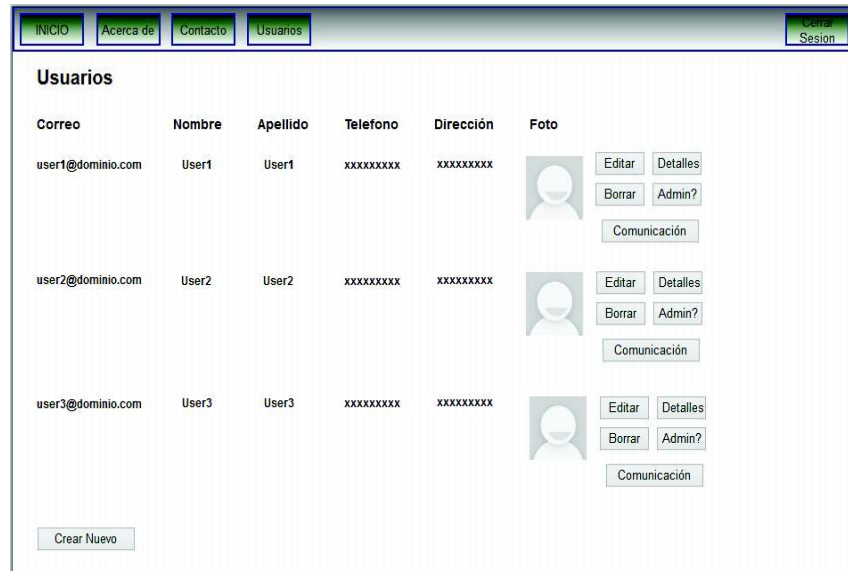 INICIO Acerca de Contacto Usuarios Cerrar Sesion
Usuarios
Correo Nombre Apellido Telefono Dirección Foto
user1@dominio.com User1 User1 xxxxxxxxx xxxxxxxxx Editar Detalles
Borrar Admin?
Comunicación
user2@dominio.com User2 User2 xxxxxxxxx xxxxxxxxx Editar Detalles
Borrar Admin?
Comunicación
user3@dominio.com User3 User3 xxxxxxxxx xxxxxxxxx Editar Detalles
Borrar Admin?
Comunicación
Crear Nuevo